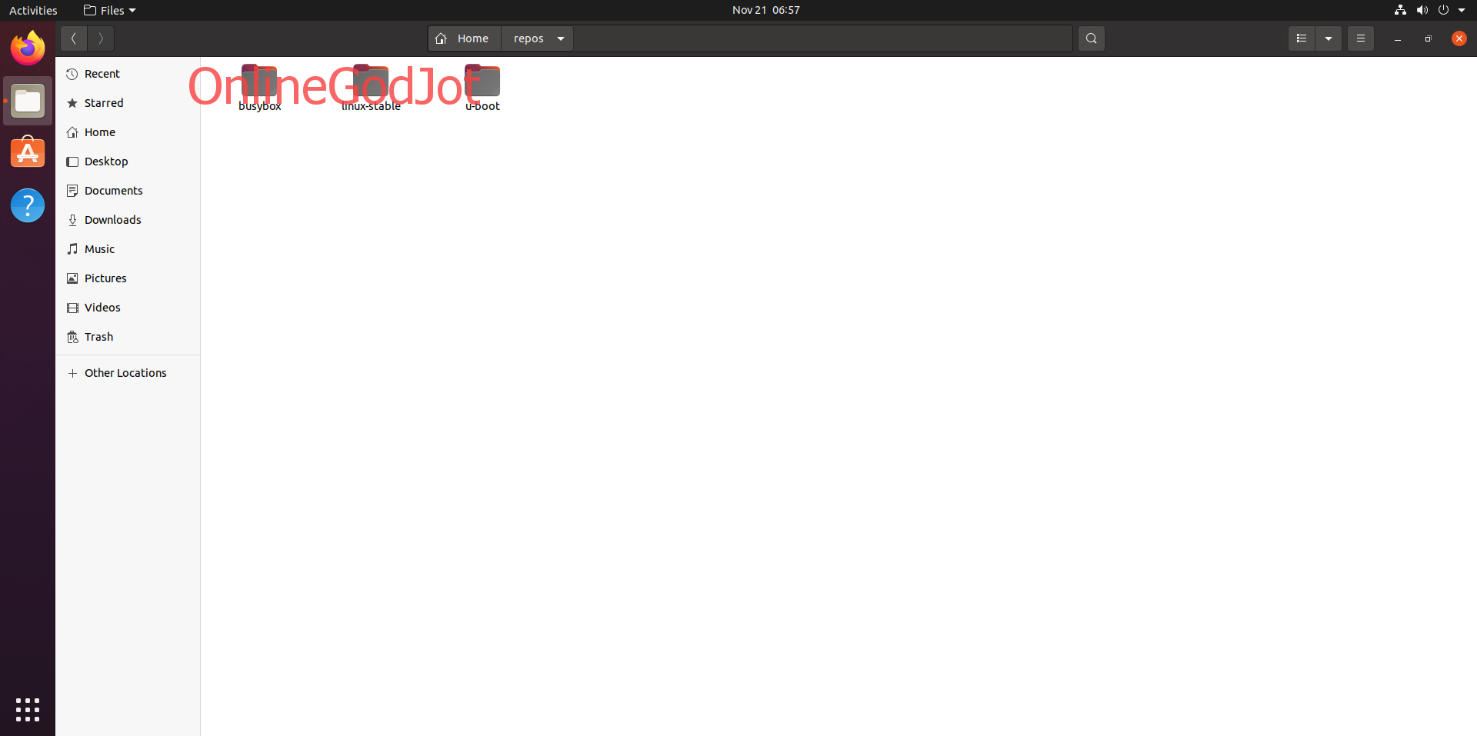 Activities Files Nov 21 06:57
Home repos
Recent
OnlineGodJot
busybox linux-stable u-boot
Starred
Home
Desktop
Documents
Downloads
Music
Pictures
Videos
Trash
Other Locations